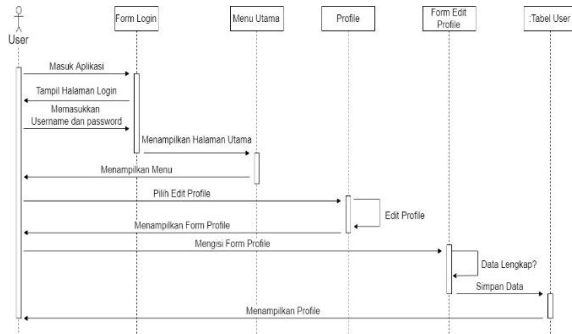 User
Form Login
Menu Utama
Profile
Form Edit
Profile
:Tabel User
Masuk Aplikasi
Tampil Halaman Login
Memasukkan
Username dan password
Menampilkan Halaman Utama
Menampilkan Menu
Pilih Edit Profile
Edit Profile
Menampilkan Form Profile
Mengisi Form Profile
Data Lengkap?
Simpan Data
Menampilkan Profile